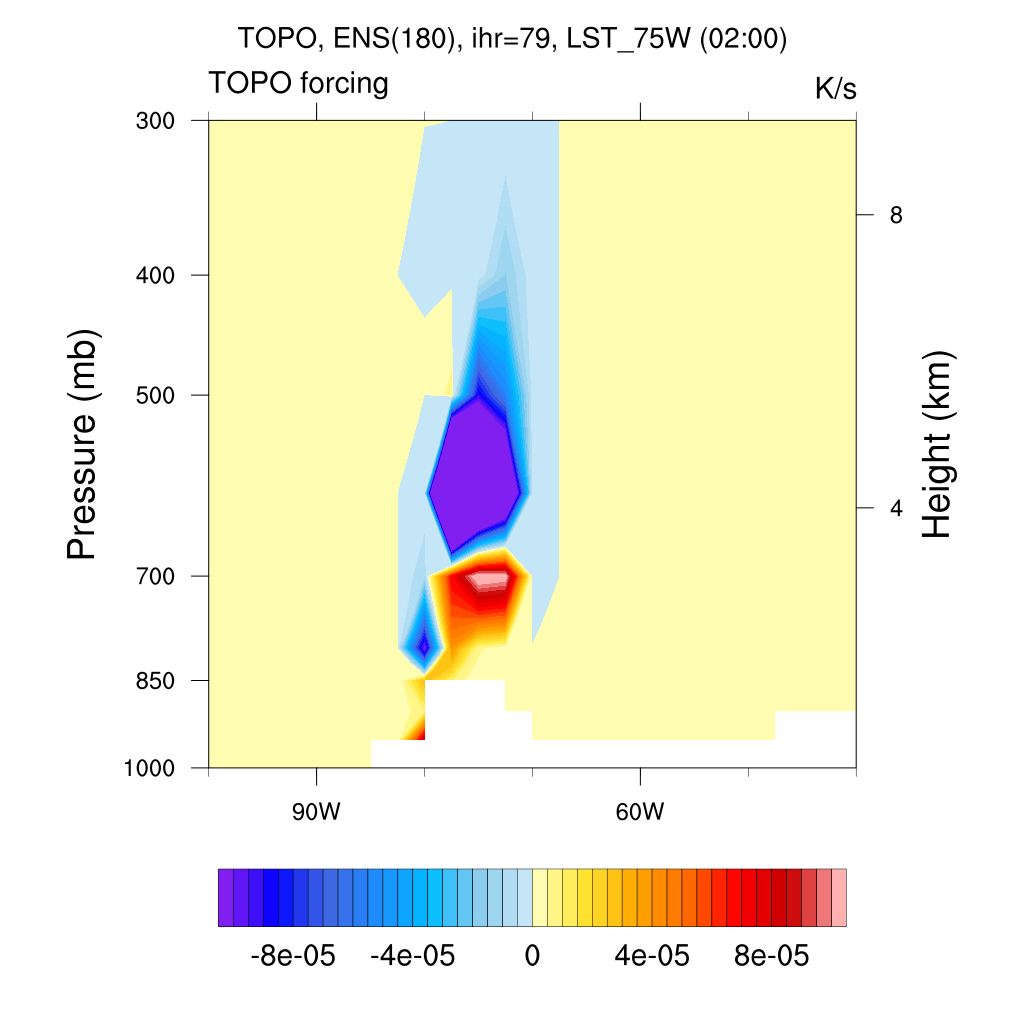 TOPO, ENS(180), ihr=79, LST_75W (02:00)
TOPO forcing
K/s
300
400
500
700
850
1000
Pressure (mb)
8
4
Height (km)
90W
60W
-8e-05
-4e-05
0
4e-05
8e-05